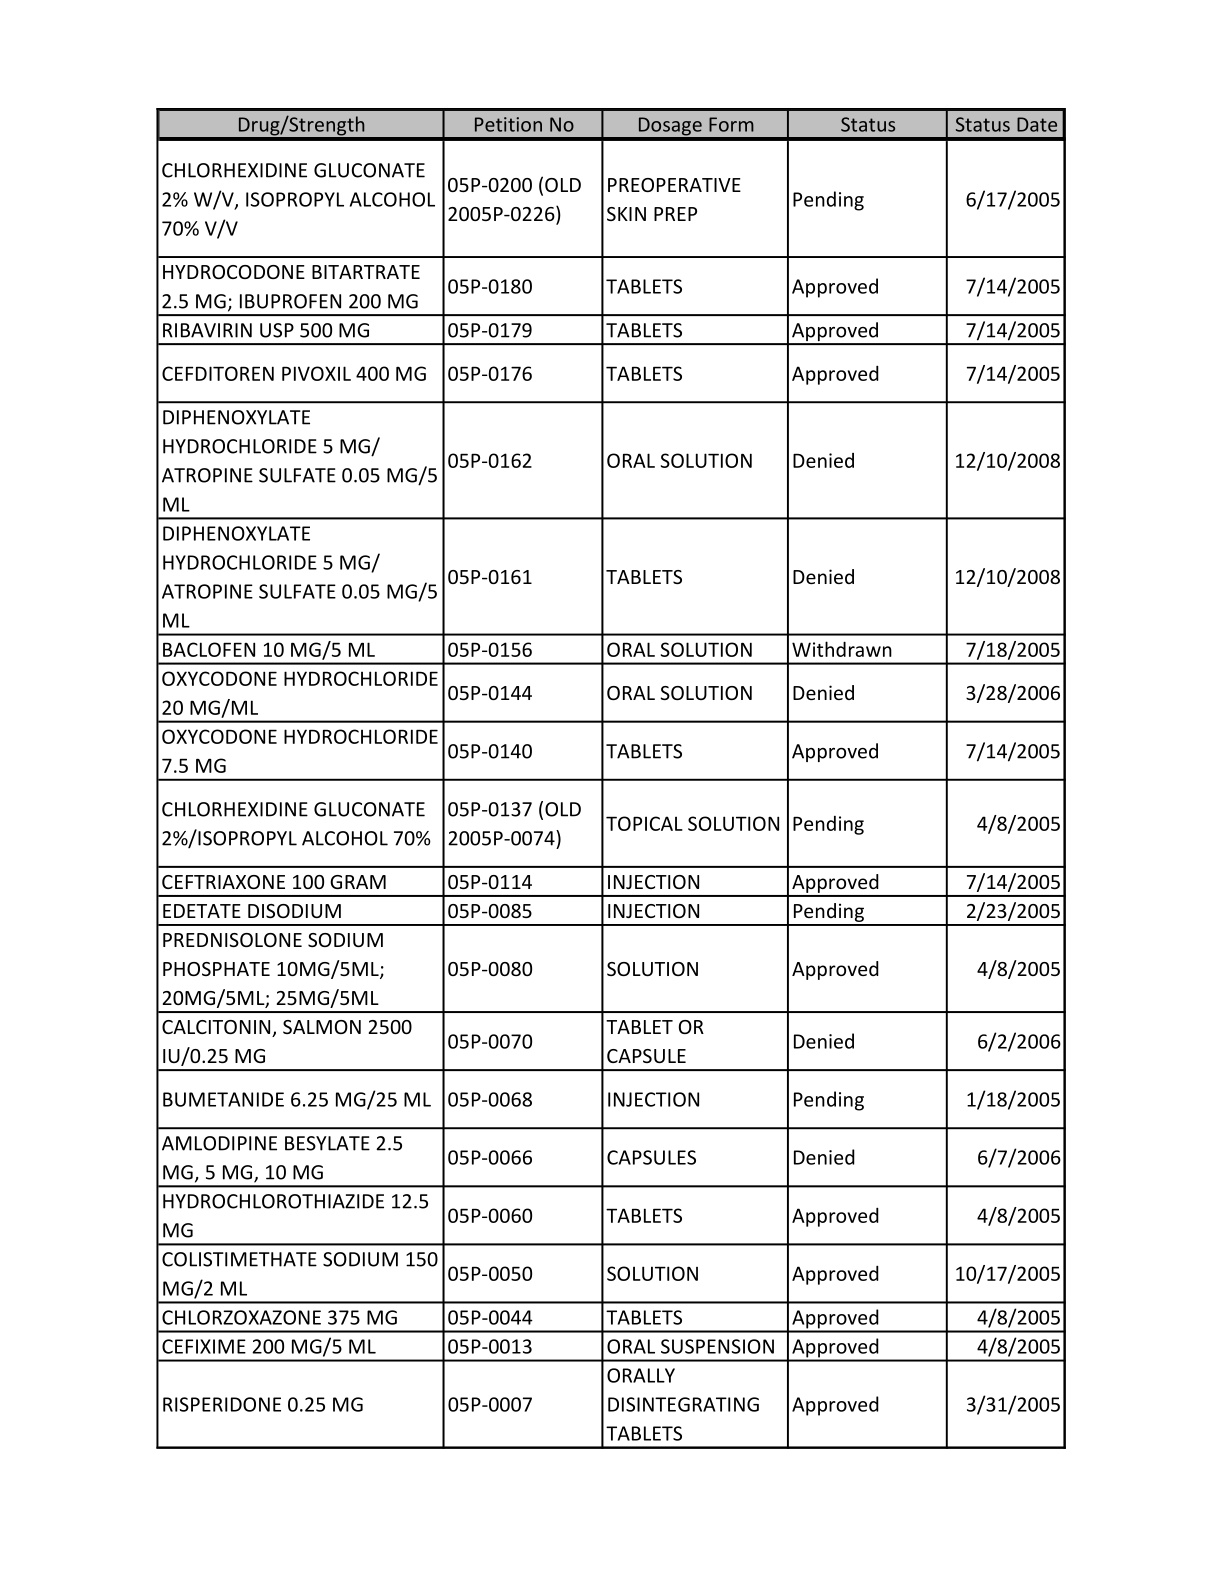 Drug/Strength Petition No Dosage Form Status Status Date
CHLORHEXIDINE GLUCONATE
2% W/V, ISOPROPYL ALCOHOL
70% V/V
05P-0200 (OLD
2005P-0226)
PREOPERATIVE
SKIN PREP
Pending
6/17/2005
HYDROCODONE BITARTRATE
2.5 MG; IBUPROFEN 200 MG
05P-0180
TABLETS
Approved
7/14/2005
RIBAVIRIN USP 500 MG 05P-0179 TABLETS Approved 7/14/2005
CEFDITOREN PIVOXIL 400 MG 05P-0176 TABLETS Approved 7/14/2005
DIPHENOXYLATE
HYDROCHLORIDE 5 MG/
ATROPINE SULFATE 0.05 MG/5
ML
05P-0162
ORAL SOLUTION
Denied
12/10/2008
DIPHENOXYLATE
HYDROCHLORIDE 5 MG/
ATROPINE SULFATE 0.05 MG/5
ML
05P-0161
TABLETS
Denied
12/10/2008
BACLOFEN 10 MG/5 ML 05P-0156 ORAL SOLUTION Withdrawn 7/18/2005
OXYCODONE HYDROCHLORIDE
20 MG/ML
05P-0144
ORAL SOLUTION
Denied
3/28/2006
OXYCODONE HYDROCHLORIDE
7.5 MG
05P-0140
TABLETS
Approved
7/14/2005
CHLORHEXIDINE GLUCONATE
2%/ISOPROPYL ALCOHOL 70%
05P-0137 (OLD
2005P-0074)
TOPICAL SOLUTION
Pending
4/8/2005
CEFTRIAXONE 100 GRAM 05P-0114 INJECTION Approved 7/14/2005
EDETATE DISODIUM 05P-0085 INJECTION Pending 2/23/2005
PREDNISOLONE SODIUM
PHOSPHATE 10MG/5ML;
20MG/5ML; 25MG/5ML
05P-0080
SOLUTION
Approved
4/8/2005
CALCITONIN, SALMON 2500
IU/0.25 MG
05P-0070
TABLET OR
CAPSULE
Denied
6/2/2006
BUMETANIDE 6.25 MG/25 ML 05P-0068 INJECTION Pending 1/18/2005
AMLODIPINE BESYLATE 2.5
MG, 5 MG, 10 MG
05P-0066
CAPSULES
Denied
6/7/2006
HYDROCHLOROTHIAZIDE 12.5
MG
05P-0060
TABLETS
Approved
4/8/2005
COLISTIMETHATE SODIUM 150
MG/2 ML
05P-0050
SOLUTION
Approved
10/17/2005
CHLORZOXAZONE 375 MG 05P-0044 TABLETS Approved 4/8/2005
CEFIXIME 200 MG/5 ML 05P-0013 ORAL SUSPENSION Approved 4/8/2005
RISPERIDONE 0.25 MG
05P-0007
ORALLY
DISINTEGRATING
TABLETS
Approved
3/31/2005